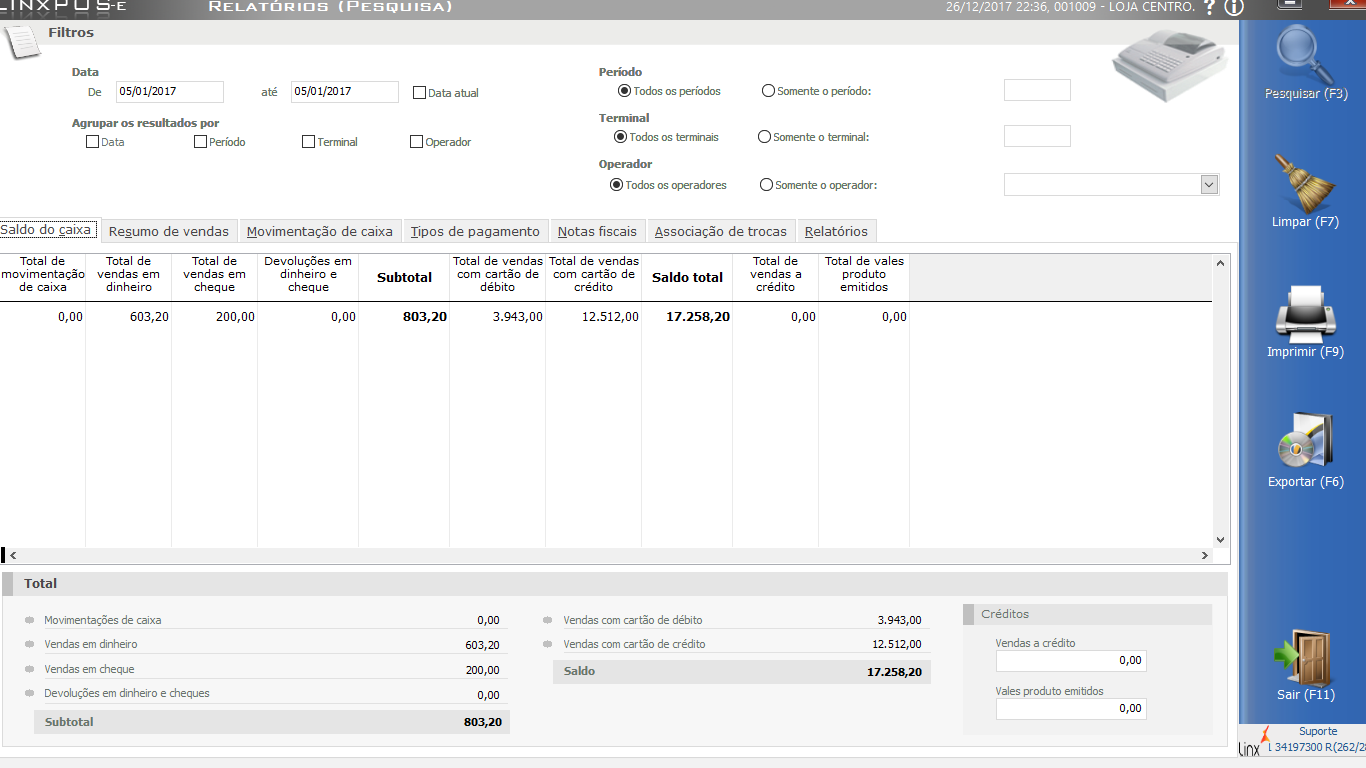 LINXPOS-E RELATÓRIOS (PESQUISA) 26/12/2017 22:36, 001009 - LOJA CENTRO. ?
Filtros
Data
De 05/01/2017 até 05/01/2017 Data atual
Agrupar os resultados por
Data Período Terminal Operador
Período
Todos os períodos Somente o período:
Terminal
Todos os terminais Somente o terminal:
Operador
Todos os operadores Somente o operador:
Saldo do caixa Resumo de vendas Movimentação de caixa Tipos de pagamento Notas fiscais Associação de trocas Relatórios
Total de movimentação de caixa
Total de vendas em dinheiro
Total de vendas em cheque
Devoluções em dinheiro e cheque
Subtotal
Total de vendas com cartão de débito
Total de vendas com cartão de crédito
Saldo total
Total de vendas a crédito
Total de vales produto emitidos
0,00 603,20 200,00 0,00 803,20 3.943,00 12.512,00 17.258,20 0,00 0,00
Total
Movimentações de caixa 0,00
Vendas em dinheiro 603,20
Vendas em cheque 200,00
Devoluções em dinheiro e cheques 0,00
Subtotal 803,20
Vendas com cartão de débito 3.943,00
Vendas com cartão de crédito 12.512,00
Saldo 17.258,20
Créditos
Vendas a crédito
0,00
Vales produto emitidos
0,00
Pesquisar (F3)
Limpar (F7)
Imprimir (F9)
Exportar (F6)
Sair (F11)
Suporte
linx 34197300 R(262/28